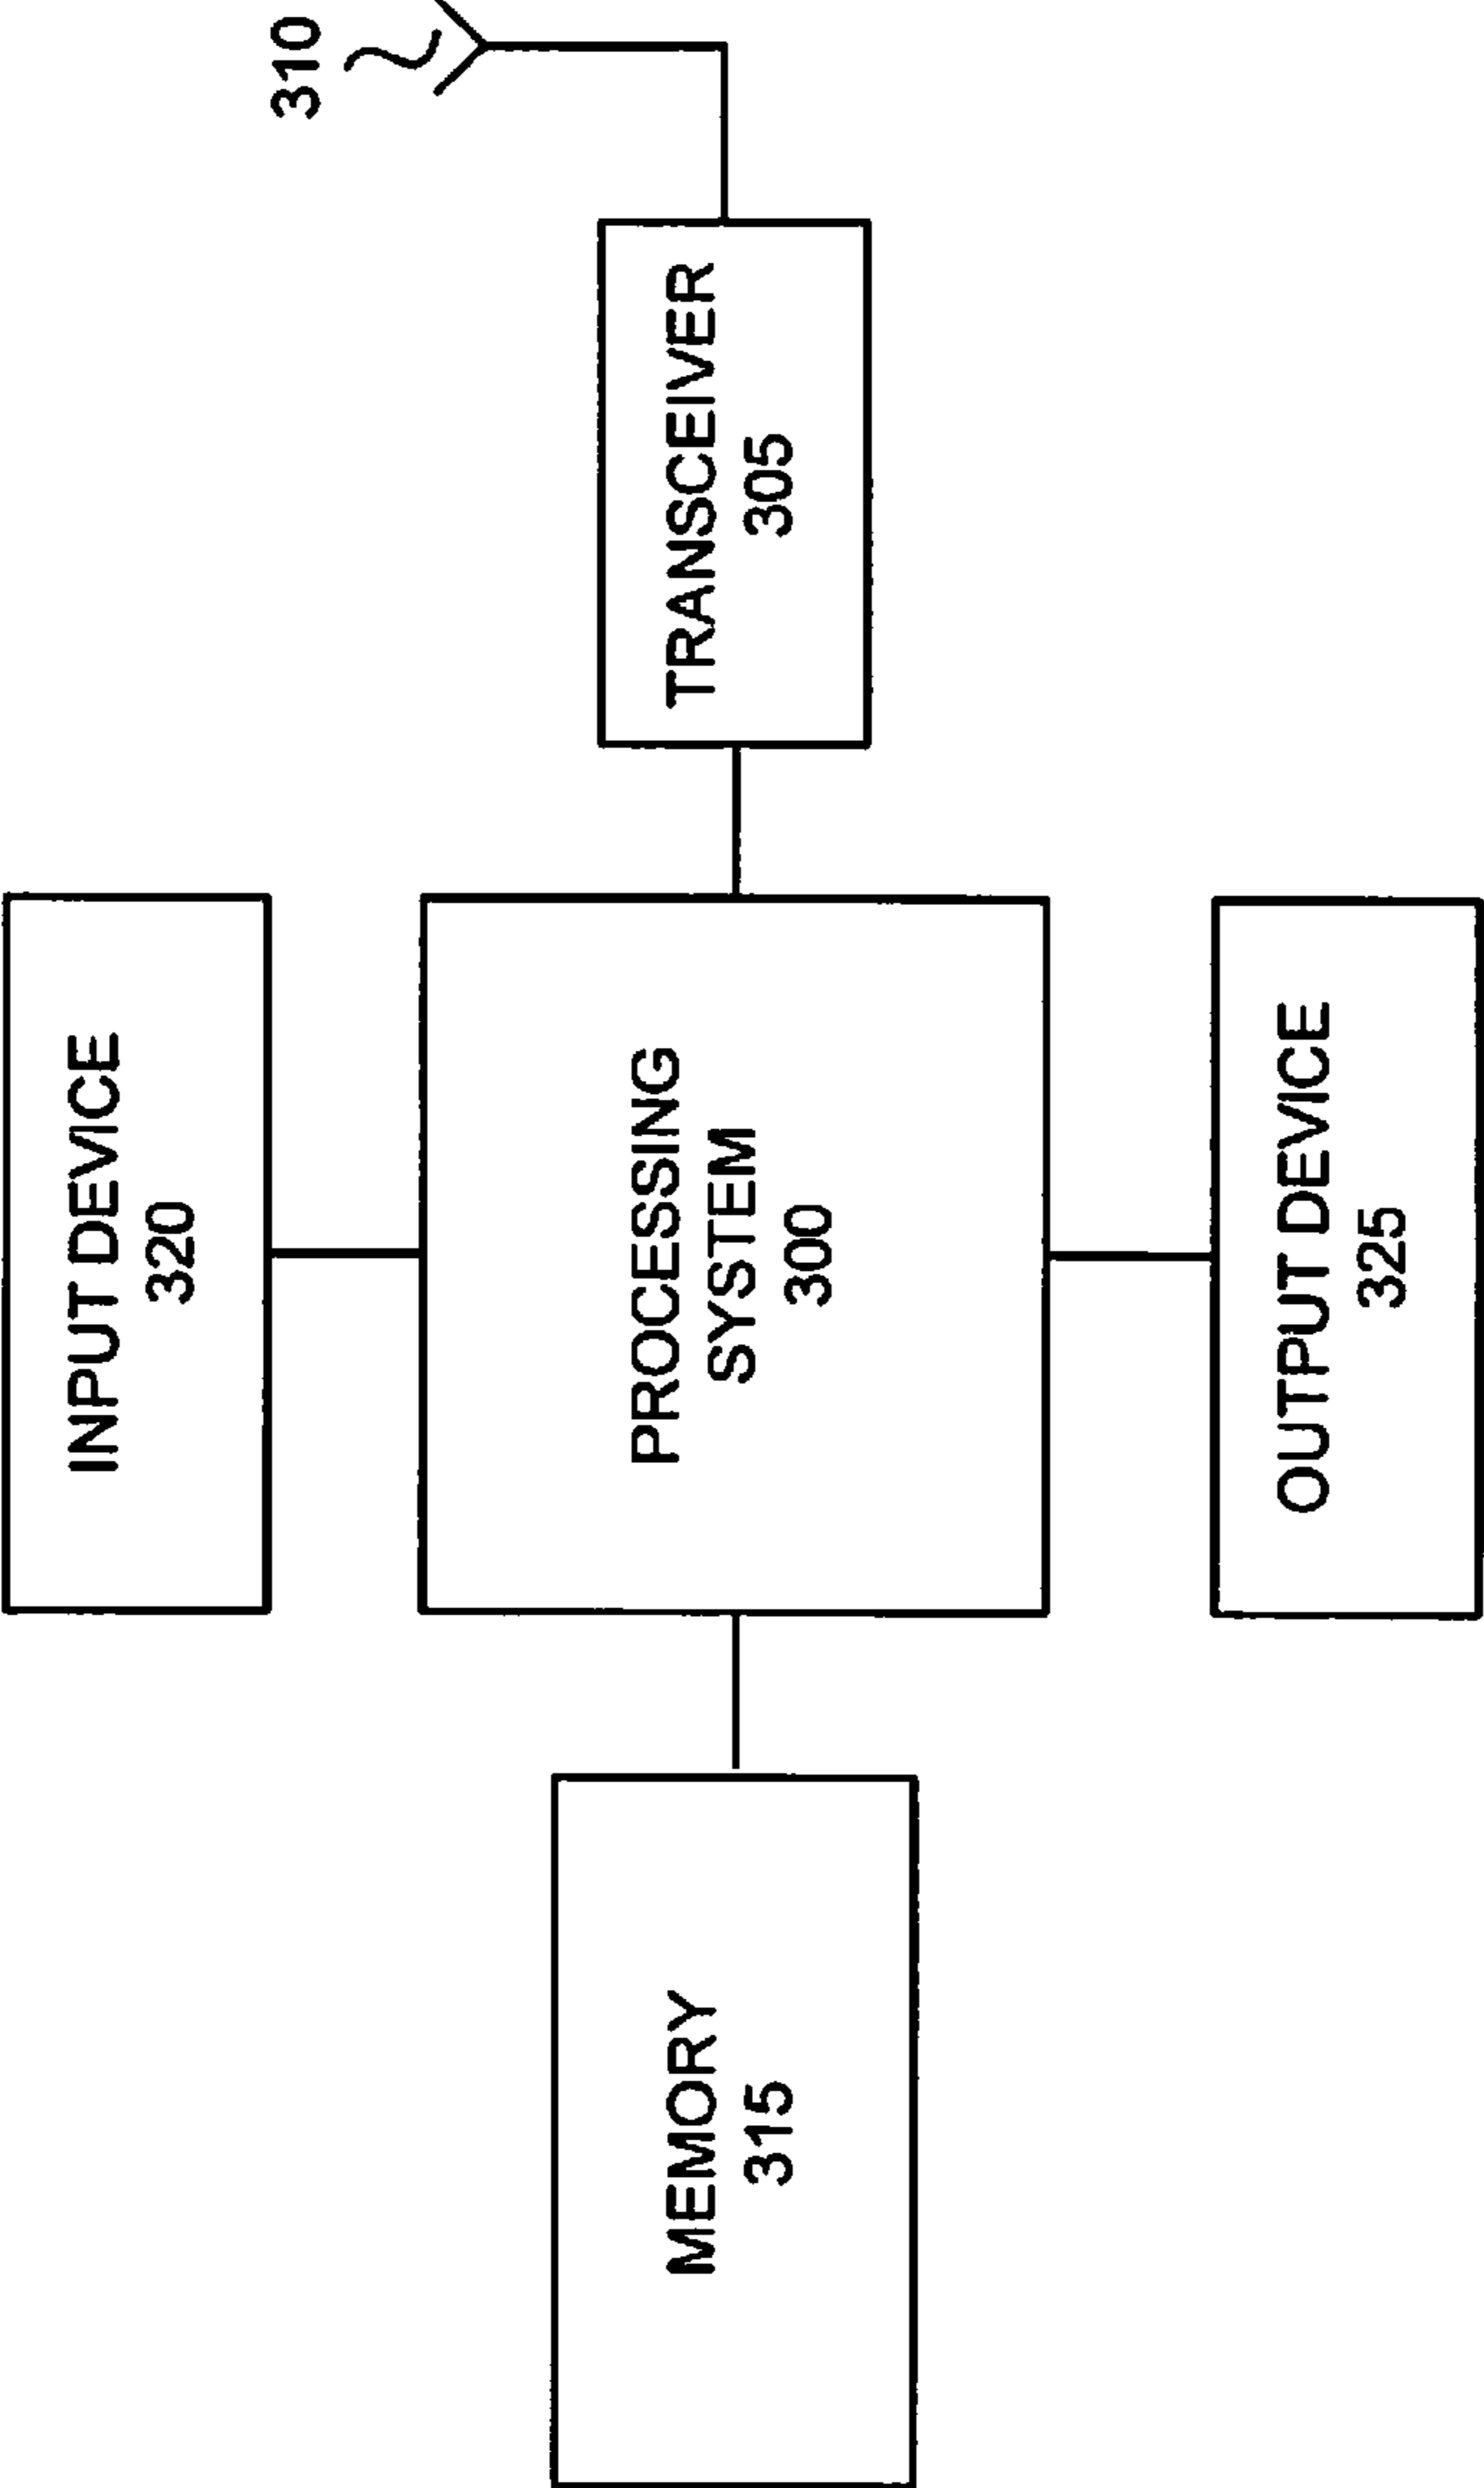 INPUT DEVICE
320
310
MEMORY
315
PROCESSING
SYSTEM
300
TRANSCEIVER
305
OUTPUT DEVICE
325